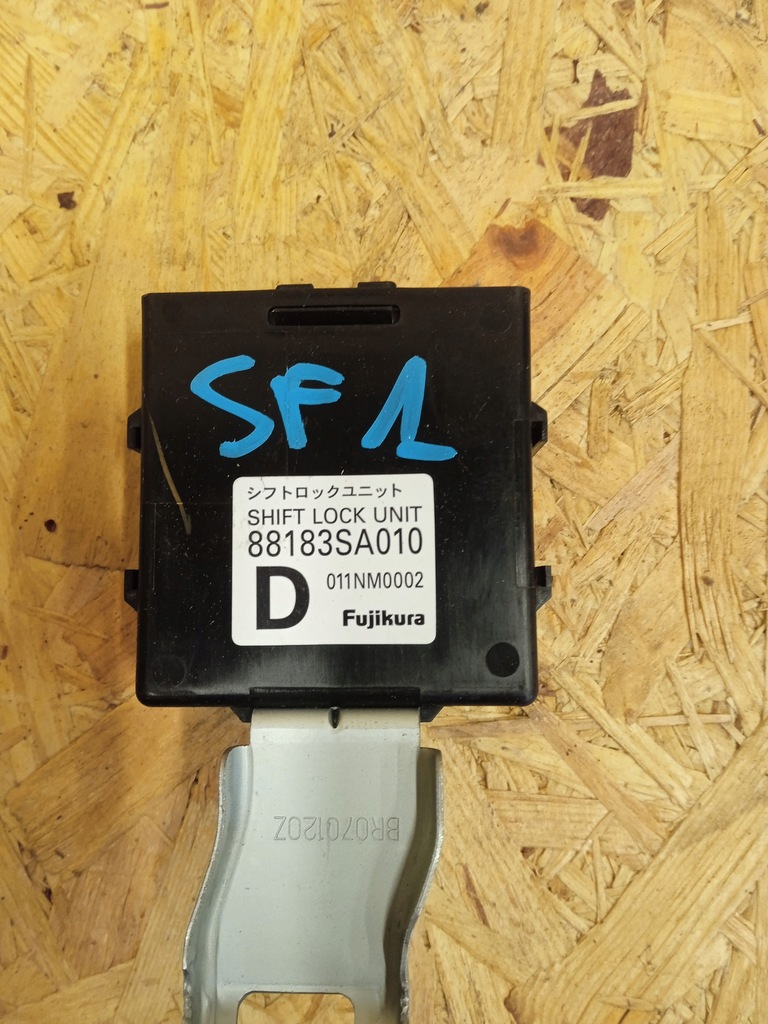 SF1
シフトロックユニット
SHIFT LOCK UNIT
88183SA010
D
011NM0002
Fujikura
BR070120Z